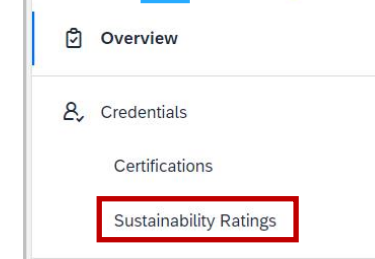 Overview
Credentials
Certifications
Sustainability Ratings